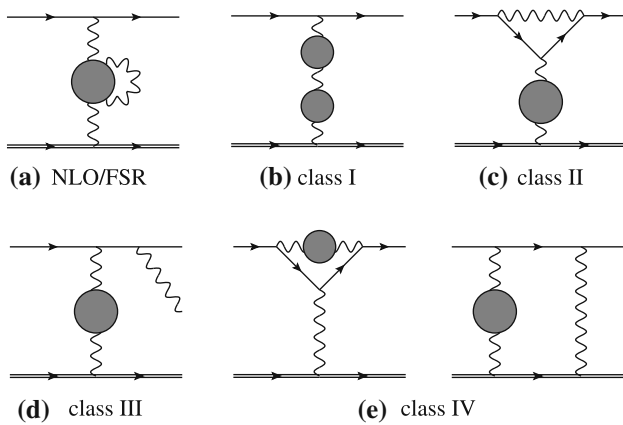 (a) NLO/FSR
(b) class I
(c) class II
(d) class III
(e) class IV